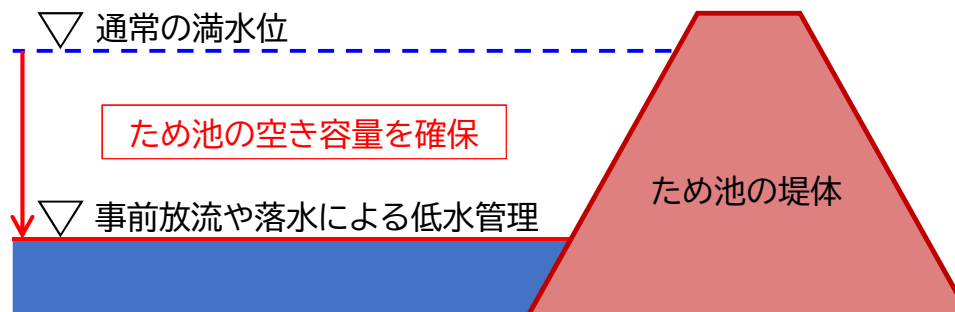 通常の満水位
ため池の空き容量を確保
ため池の堤体
事前放流や落水による低水管理